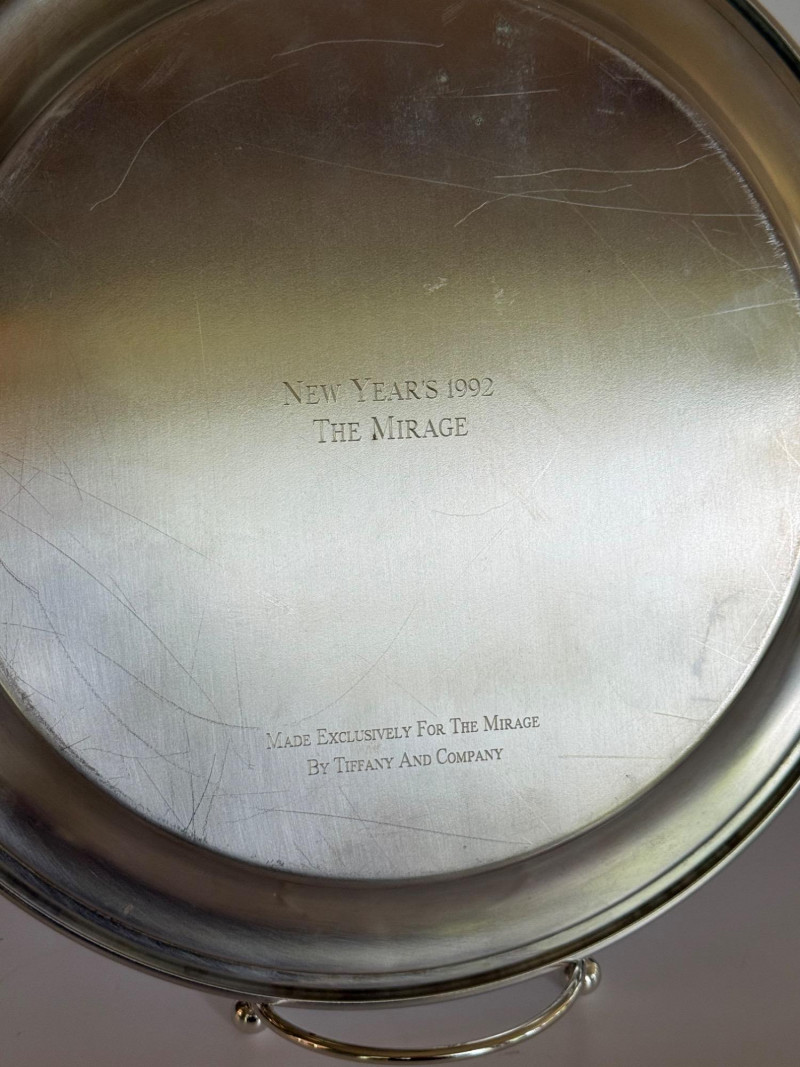 New Year's 1992
The Mirage
Made Exclusively For The Mirage
By Tiffany And Company